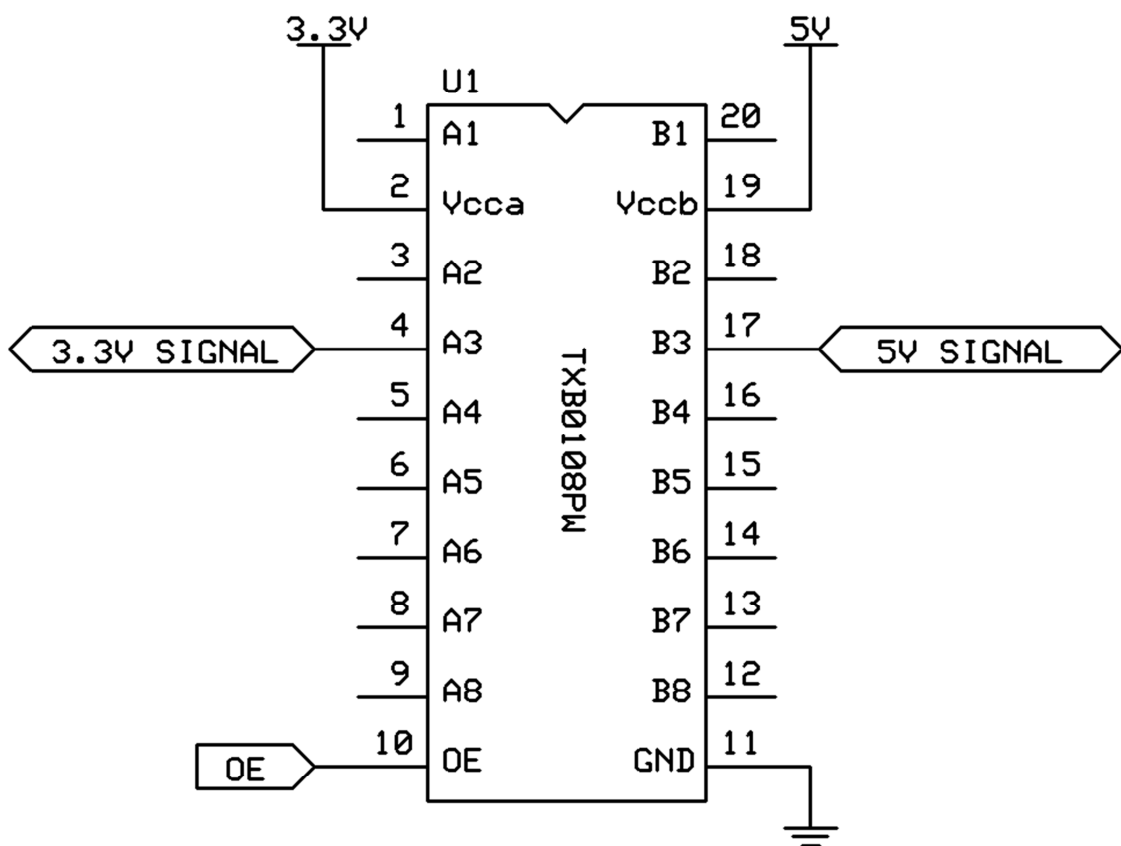 3.3V 5V
U1
1 A1 B1 20
2 Vcca Vccb 19
3 A2 B2 18
3.3V SIGNAL 4 A3 B3 17 5V SIGNAL
5 A4 B4 16
6 A5 B5 15
7 A6 B6 14
8 A7 B7 13
9 A8 B8 12
OE 10 OE GND 11
TXB0108PW